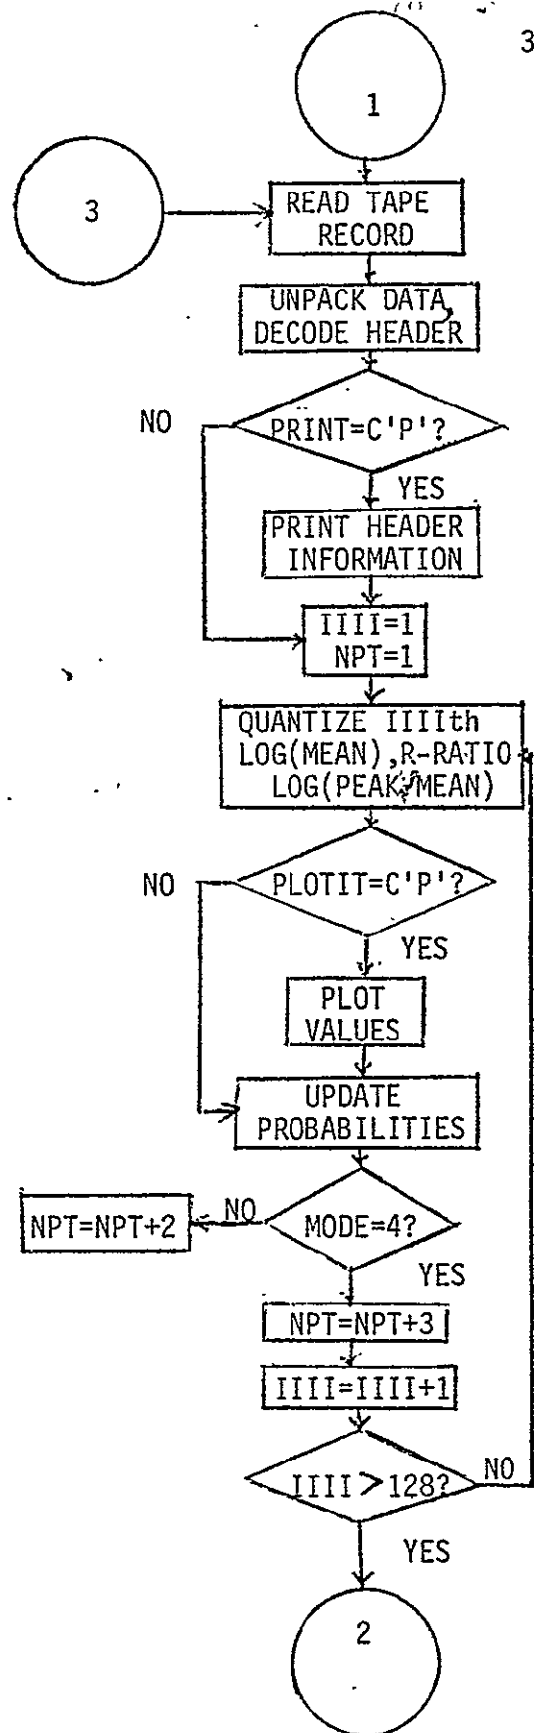 3
1
3
READ TAPE
RECORD
UNPACK DATA,
DECODE HEADER
NO
PRINT=C'P'?
YES
PRINT HEADER
INFORMATION
IIII=1
NPT=1
QUANTIZE IIIIth
LOG(MEAN),R-RATIO
LOG(PEAK/MEAN)
NO
PLOTIT=C'P'?
YES
PLOT
VALUES
UPDATE
PROBABILITIES
NPT=NPT+2
NO
MODE=4?
YES
NPT=NPT+3
IIII=IIII+1
IIII>128?
NO
YES
2